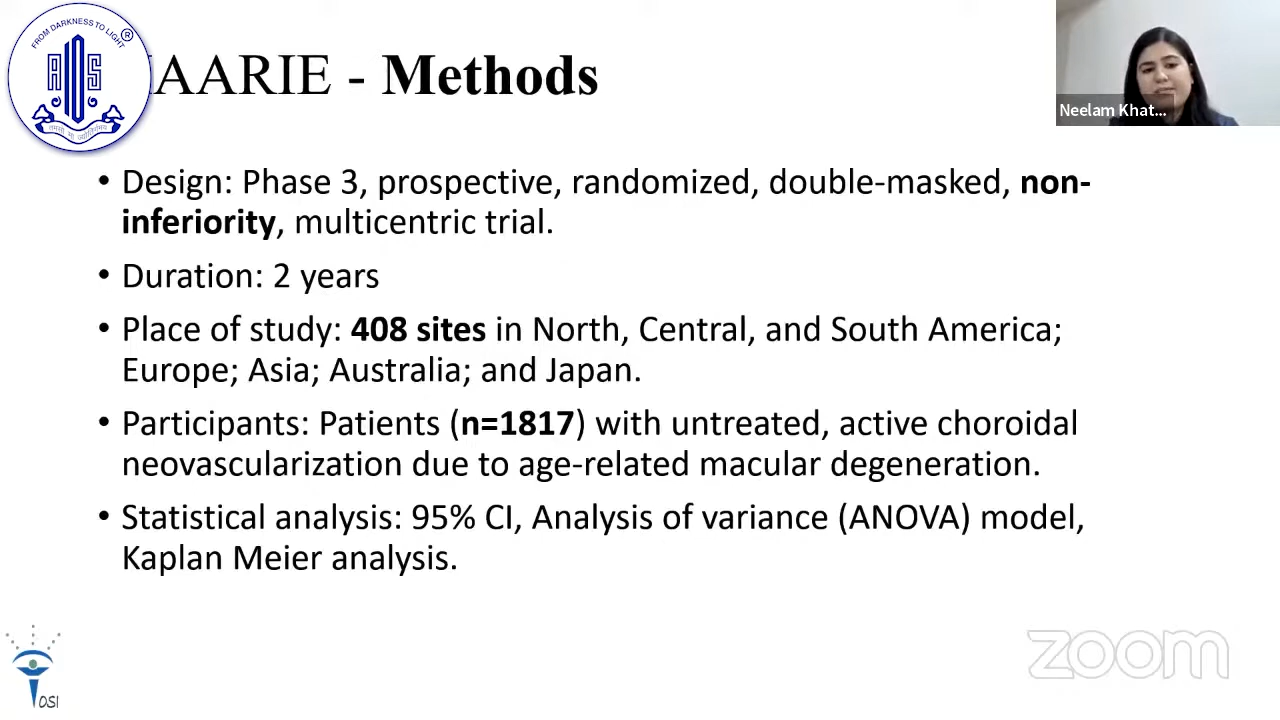 FROM DARKNESS TO LIGHT
®
AIOS
तमसो मा ज्योतिर्गमय
AARIE - Methods
Neelam Khat...
• Design: Phase 3, prospective, randomized, double-masked, non-
inferiority, multicentric trial.
• Duration: 2 years
• Place of study: 408 sites in North, Central, and South America;
Europe; Asia; Australia; and Japan.
• Participants: Patients (n=1817) with untreated, active choroidal
neovascularization due to age-related macular degeneration.
• Statistical analysis: 95% CI, Analysis of variance (ANOVA) model,
Kaplan Meier analysis.
OSI
zoom